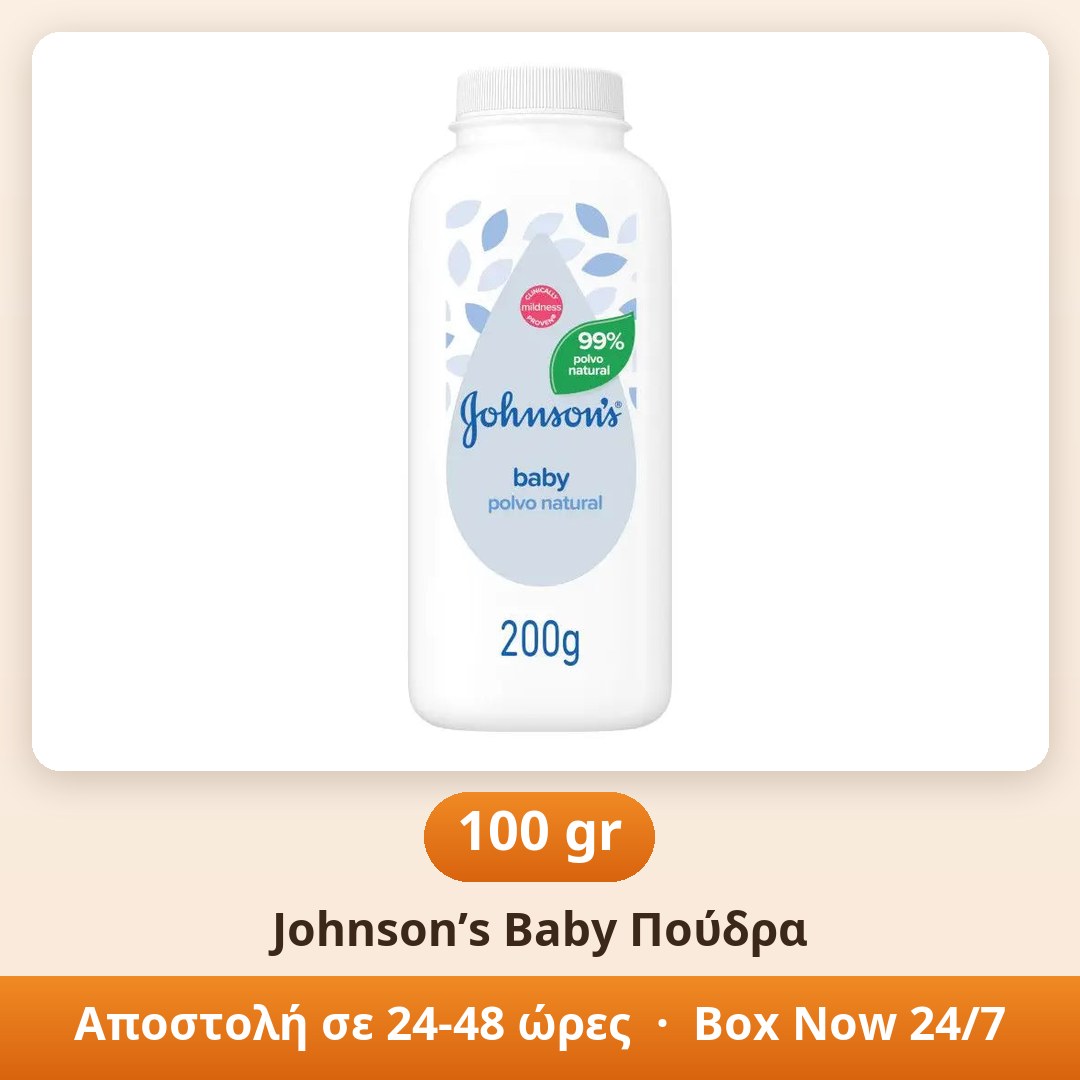 CLINICALLY
mildness
PROVEN
99%
polvo
natural
Johnson's®
baby
polvo natural
200g
100 gr
Johnson’s Baby Πούδρα
Αποστολή σε 24-48 ώρες · Box Now 24/7